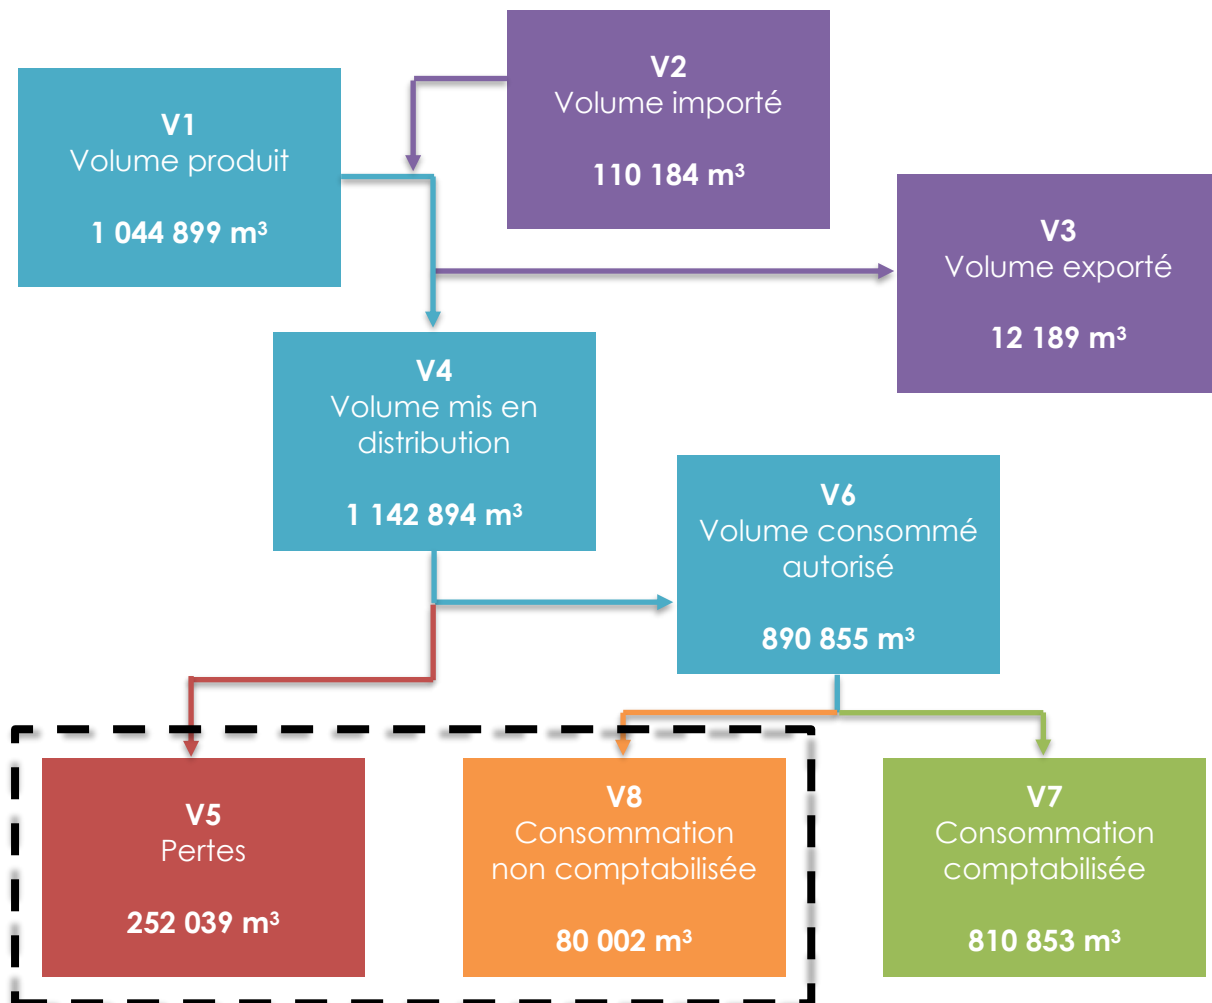 V1
Volume produit
1 044 899 m³
V2
Volume importé
110 184 m³
V3
Volume exporté
12 189 m³
V4
Volume mis en
distribution
1 142 894 m³
V6
Volume consommé
autorisé
890 855 m³
V5
Pertes
252 039 m³
V8
Consommation
non comptabilisée
80 002 m³
V7
Consommation
comptabilisée
810 853 m³